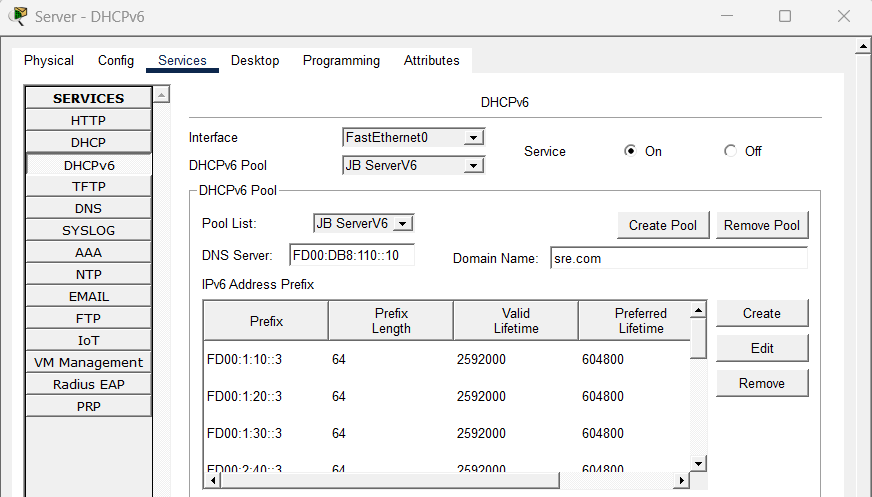 Server - DHCPv6
Physical Config Services Desktop Programming Attributes
SERVICES
HTTP
DHCP
DHCPv6
TFTP
DNS
SYSLOG
AAA
NTP
EMAIL
FTP
IoT
VM Management
Radius EAP
PRP
DHCPv6
Interface FastEthernet0
Service On Off
DHCPv6 Pool JB ServerV6
DHCPv6 Pool
Pool List: JB ServerV6 Create Pool Remove Pool
DNS Server: FD00:DB8:110::10 Domain Name: sre.com
IPv6 Address Prefix
Prefix Prefix Length Valid Lifetime Preferred Lifetime
FD00:1:10::3 64 2592000 604800
FD00:1:20::3 64 2592000 604800
FD00:1:30::3 64 2592000 604800
FD00:2:40::3 64 2592000 604800
Create
Edit
Remove